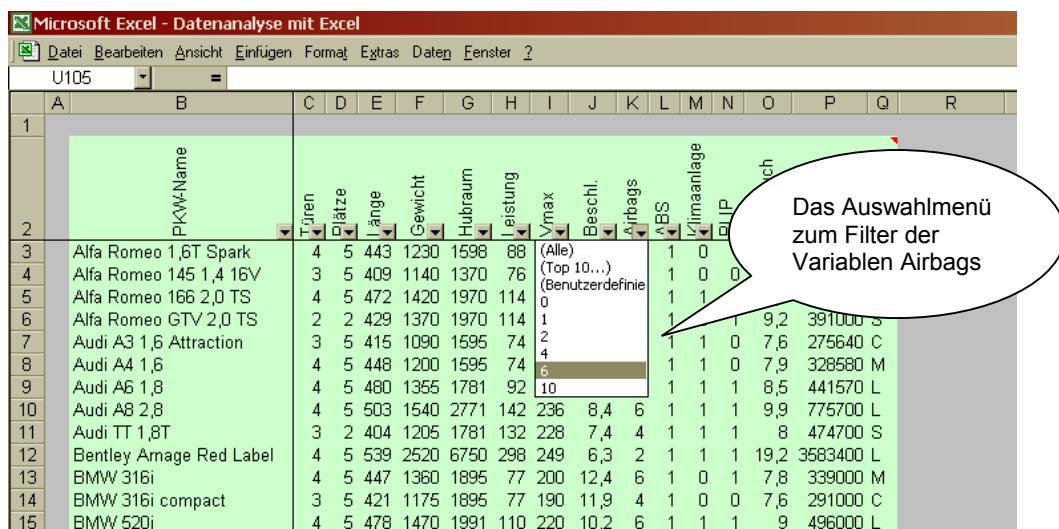 Microsoft Excel - Datenanalyse mit Excel
Datei Bearbeiten Ansicht Einfügen Format Extras Daten Fenster ?
U105 =
A B C D E F G H I J K L M N O P Q R
1
2 PKW-Name Türen Plätze Länge Gewicht Hubraum Leistung Vmax Beschl. Airbags ABS Klimaanlage
3 Alfa Romeo 1,6T Spark 4 5 443 1230 1598 88 1 0
4 Alfa Romeo 145 1,4 16V 3 5 409 1140 1370 76 1 0 0
5 Alfa Romeo 166 2,0 TS 4 5 472 1420 1970 114 1 1
6 Alfa Romeo GTV 2,0 TS 2 2 429 1370 1970 114 1 1 9,2 391000 S
7 Audi A3 1,6 Attraction 3 5 415 1090 1595 74 1 1 0 7,6 275640 C
8 Audi A4 1,6 4 5 448 1200 1595 74 1 1 0 7,9 328580 M
9 Audi A6 1,8 4 5 480 1355 1781 92 1 1 1 8,5 441570 L
10 Audi A8 2,8 4 5 503 1540 2771 142 236 8,4 6 1 1 1 9,9 775700 L
11 Audi TT 1,8T 3 2 404 1205 1781 132 228 7,4 4 1 1 1 8 474700 S
12 Bentley Arnage Red Label 4 5 539 2520 6750 298 249 6,3 2 1 1 1 19,2 3583400 L
13 BMW 316i 4 5 447 1360 1895 77 200 12,4 6 1 0 1 7,8 339000 M
14 BMW 316i compact 3 5 421 1175 1895 77 190 11,9 4 1 0 0 7,6 291000 C
15 BMW 520i 4 5 478 1470 1991 110 220 10,2 6 1 1 1 9 496000 L
(Alle)
(Top 10...)
(Benutzerdefinie
0
1
2
4
6
10
Das Auswahlmenü
zum Filter der
Variablen Airbags